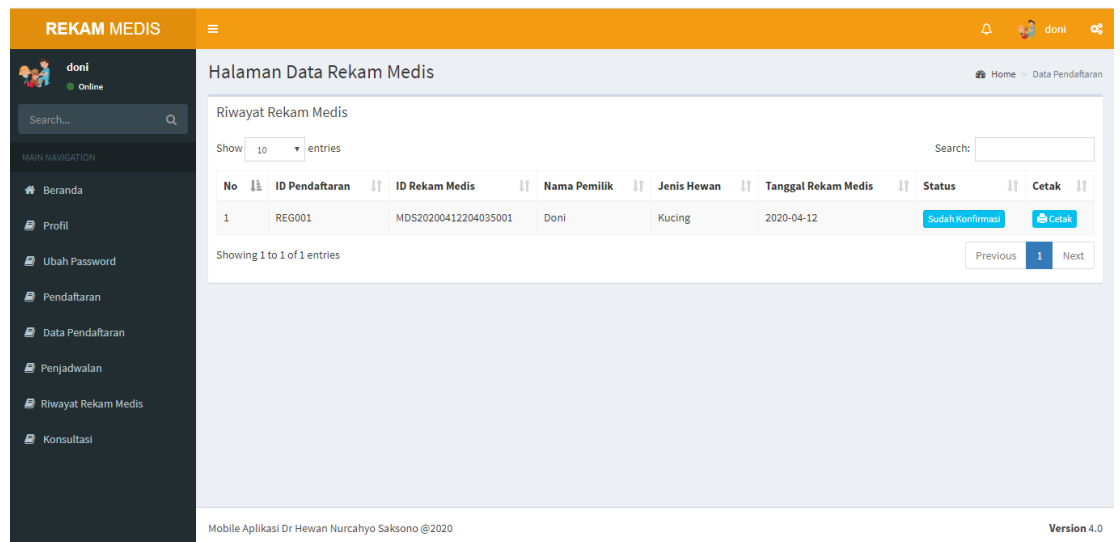 REKAM MEDIS
doni
doni
Online
Search...
MAIN NAVIGATION
Beranda
Profil
Ubah Password
Pendaftaran
Data Pendaftaran
Penjadwalan
Riwayat Rekam Medis
Konsultasi
Halaman Data Rekam Medis
Home > Data Pendaftaran
Riwayat Rekam Medis
Show 10 entries Search:
No ID Pendaftaran ID Rekam Medis Nama Pemilik Jenis Hewan Tanggal Rekam Medis Status Cetak
1 REG001 MDS20200412204035001 Doni Kucing 2020-04-12 Sudah Konfirmasi Cetak
Showing 1 to 1 of 1 entries Previous 1 Next
Mobile Aplikasi Dr Hewan Nurcahyo Saksono @2020 Version 4.0